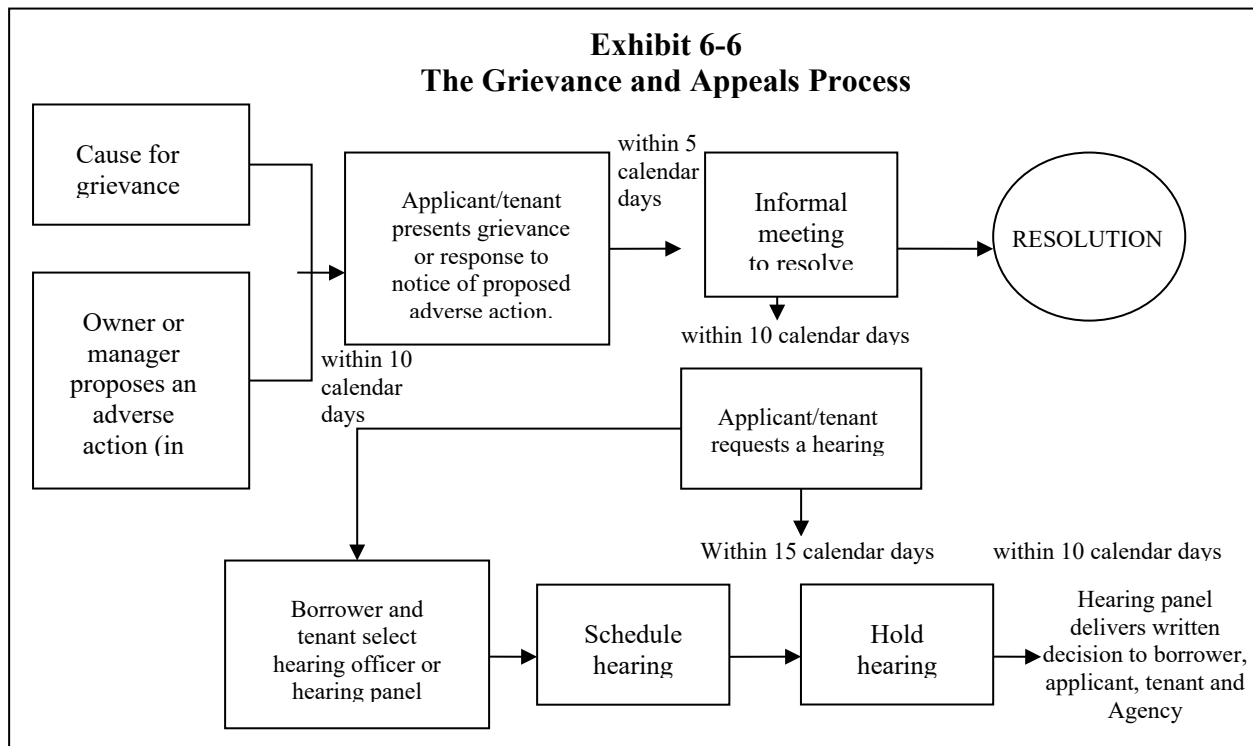 Exhibit 6-6
The Grievance and Appeals Process
Cause for
grievance
Owner or
manager
proposes an
adverse
action (in
within 10
calendar
days
Applicant/tenant
presents grievance
or response to
notice of proposed
adverse action.
within 5
calendar
days
Informal
meeting
to resolve
RESOLUTION
within 10 calendar days
Applicant/tenant
requests a hearing
Within 15 calendar days
within 10 calendar days
Borrower and
tenant select
hearing officer or
hearing panel
Schedule
hearing
Hold
hearing
Hearing panel
delivers written
decision to borrower,
applicant, tenant and
Agency